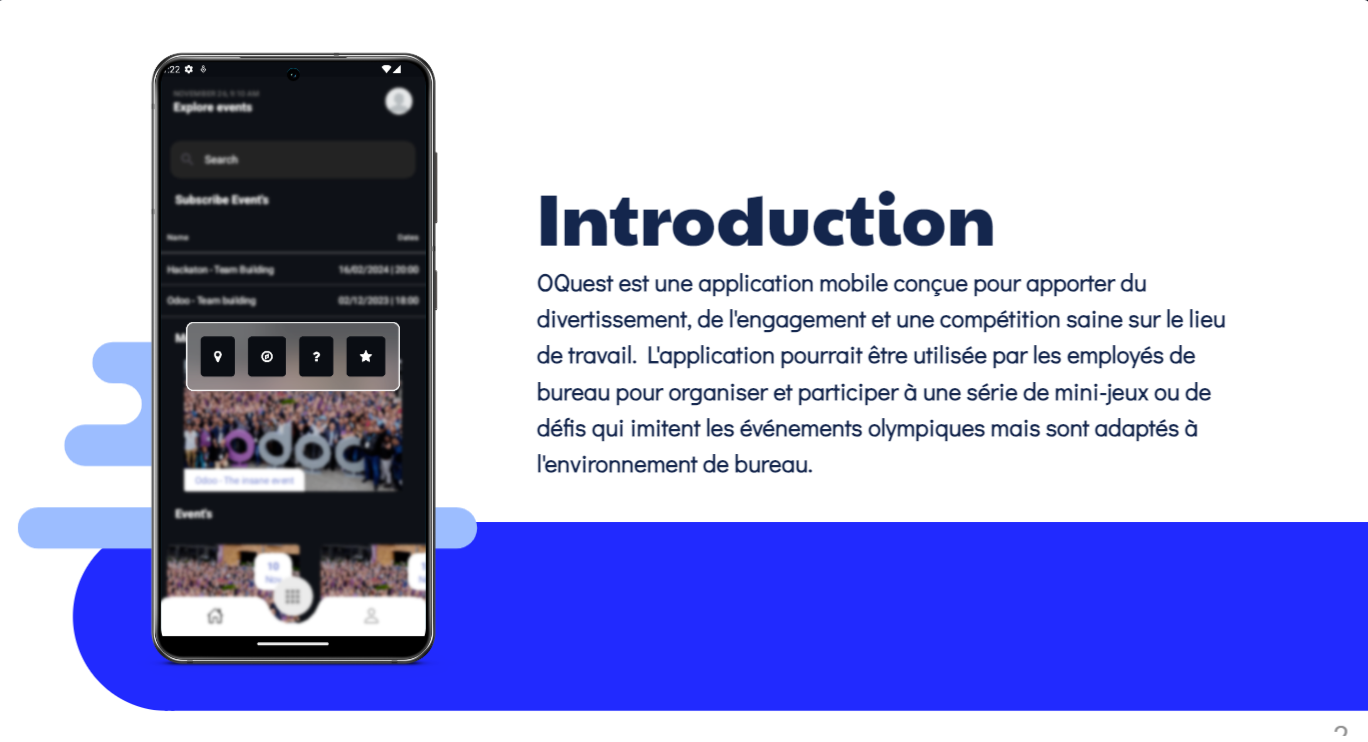 :22
NOVEMBER 24, 9:10 AM
Explore events
Search
Subscribe Event's
Name Dates
Hackaton - Team Building 16/02/2024 | 20:00
Odoo - Team building 02/12/2023 | 18:00
?
odoo
Odoo - The insane event
Event's
10
Nov
Introduction
OQuest est une application mobile conçue pour apporter du
divertissement, de l'engagement et une compétition saine sur le lieu
de travail. L'application pourrait être utilisée par les employés de
bureau pour organiser et participer à une série de mini-jeux ou de
défis qui imitent les événements olympiques mais sont adaptés à
l'environnement de bureau.
2